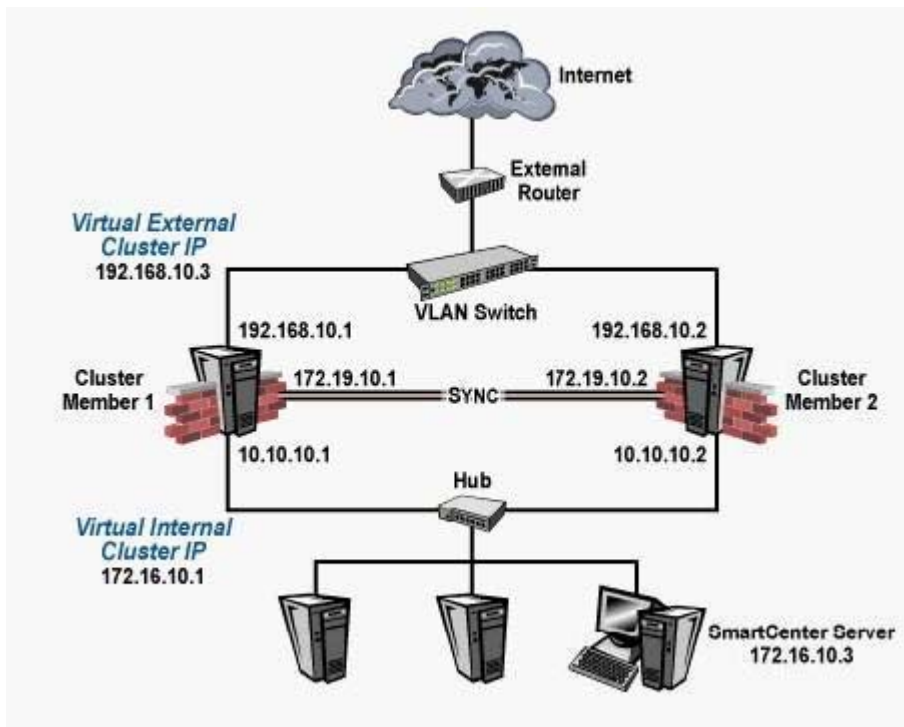 Internet
External
Router
Virtual External
Cluster IP
192.168.10.3
VLAN Switch
192.168.10.1
192.168.10.2
Cluster
Member 1
172.19.10.1
SYNC
172.19.10.2
Cluster
Member 2
10.10.10.1
10.10.10.2
Hub
Virtual Internal
Cluster IP
172.16.10.1
SmartCenter Server
172.16.10.3